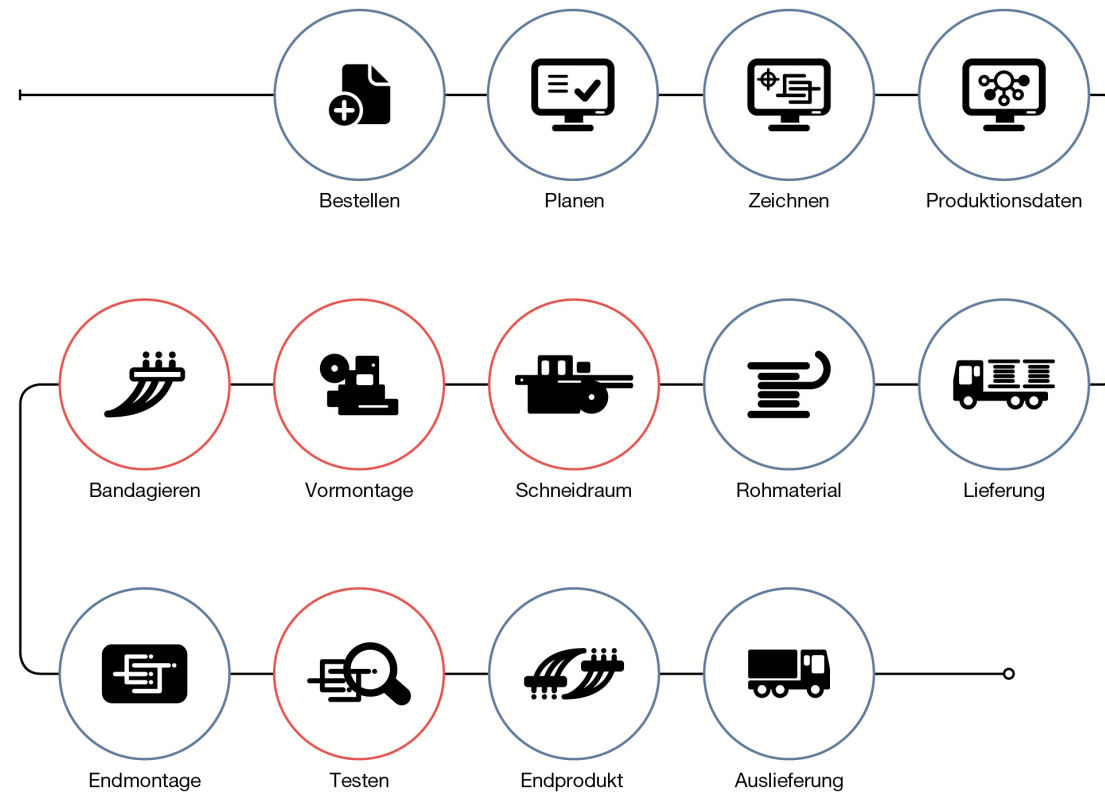 Bestellen
Planen
Zeichnen
Produktionsdaten
Bandagieren
Vormontage
Schneidraum
Rohmaterial
Lieferung
Endmontage
Testen
Endprodukt
Auslieferung